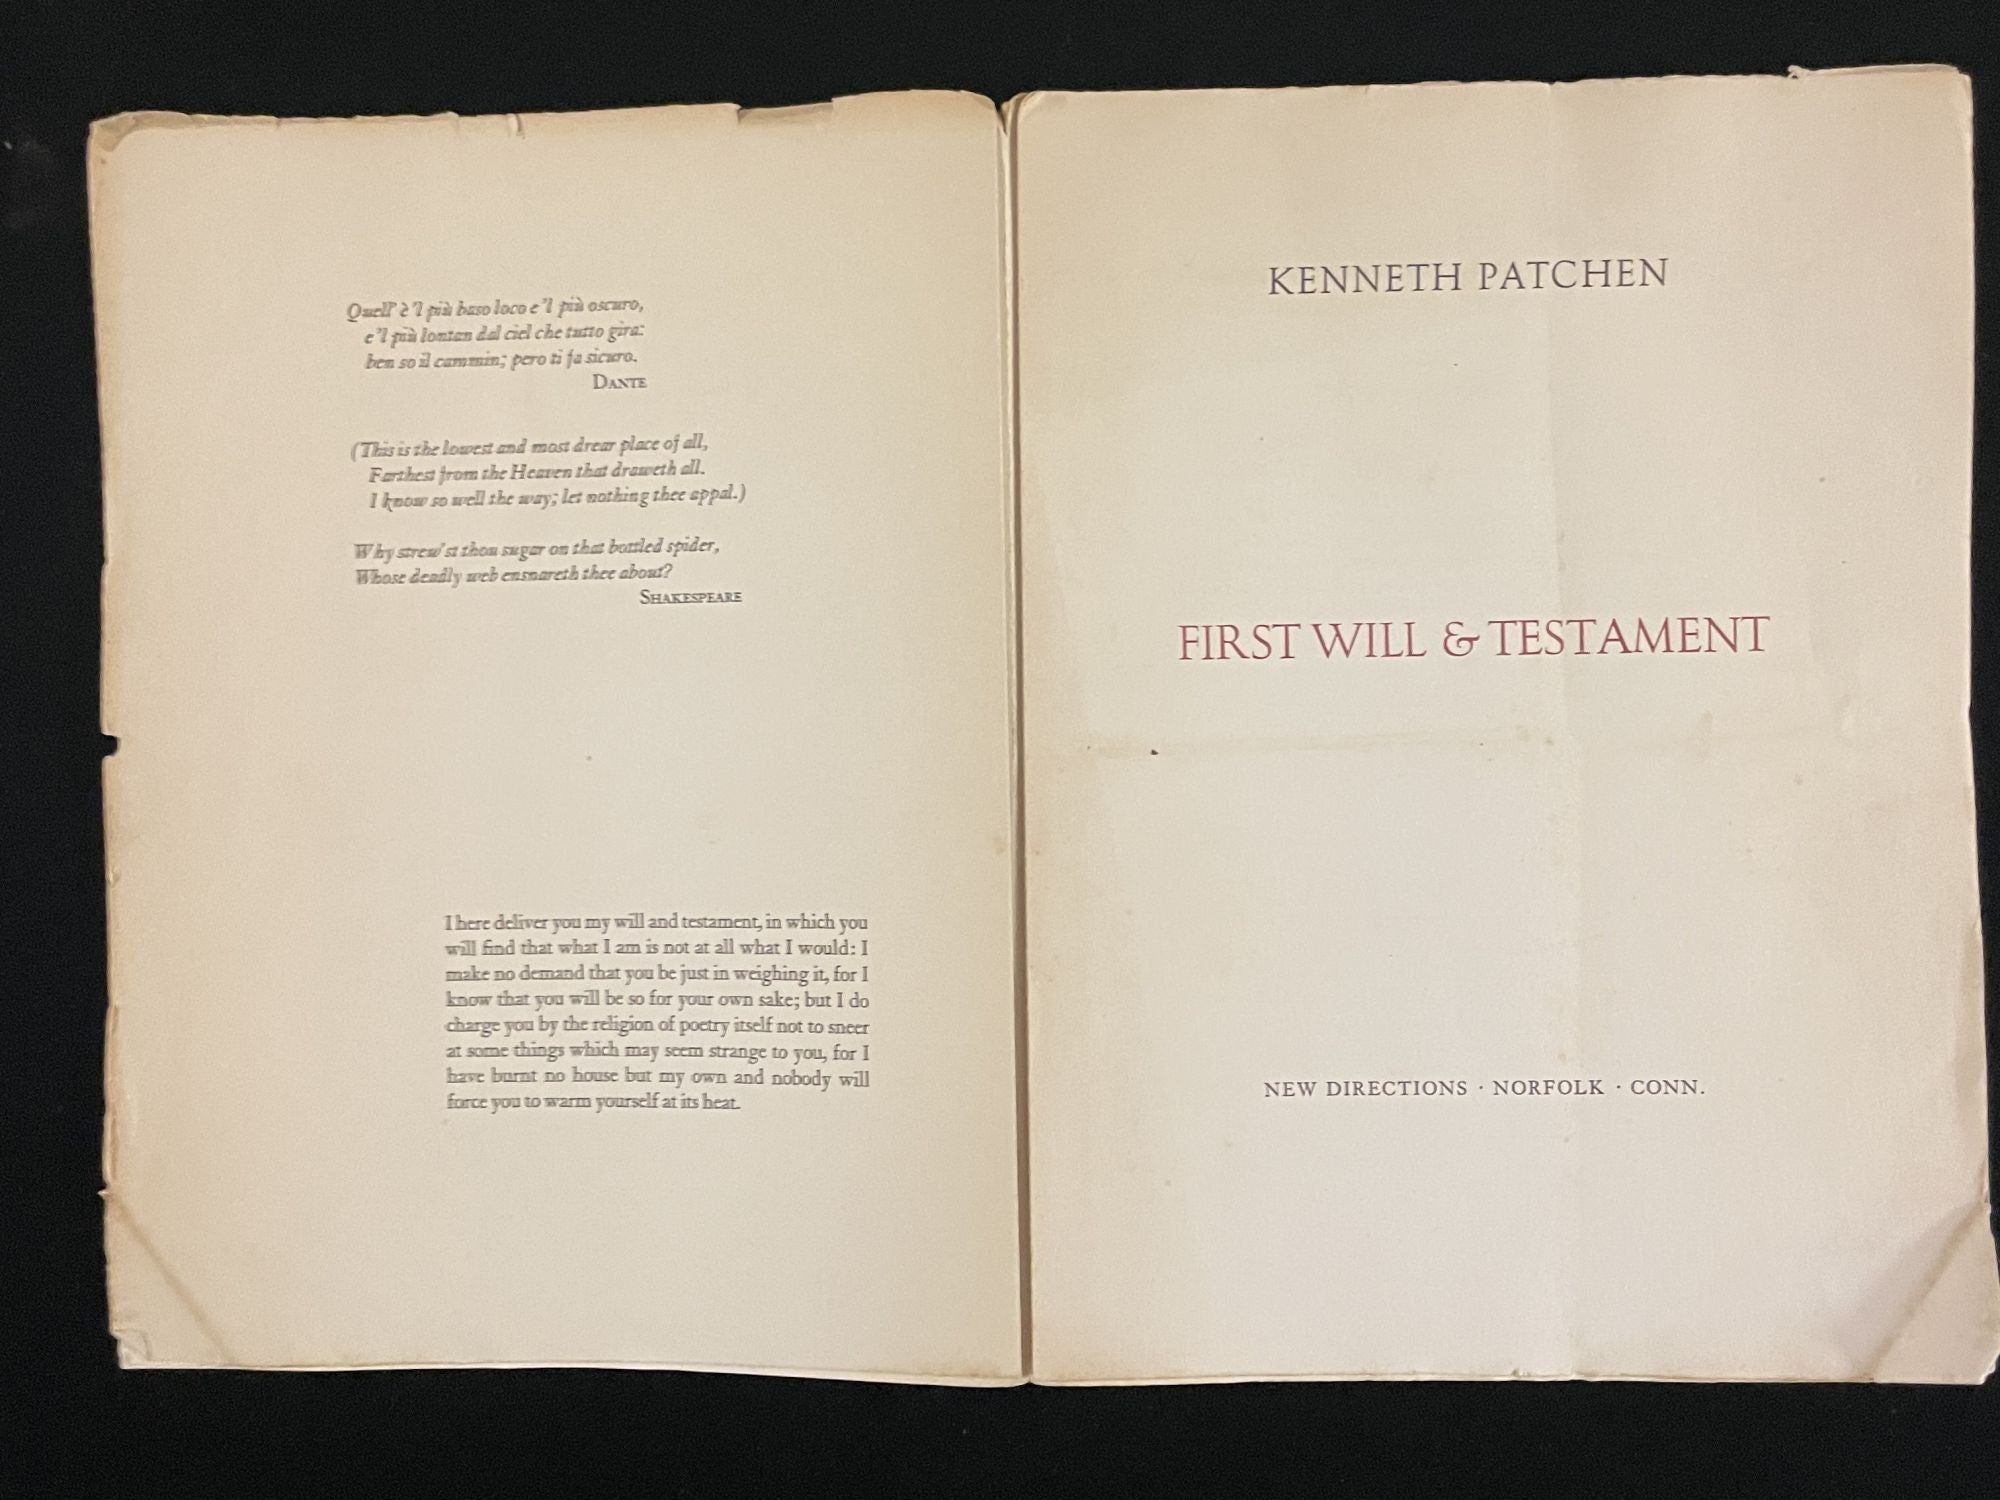 Quell' è 'l più baso loco e 'l più oscuro,
e 'l più lontan dal ciel che tutto gira:
ben so il cammin; pero ti fa sicuro.
DANTE
(This is the lowest and most drear place of all,
Farthest from the Heaven that draweth all.
I know so well the way; let nothing thee appal.)
Why strew'st thou sugar on that bottled spider,
Whose deadly web ensnareth thee about?
SHAKESPEARE
I here deliver you my will and testament, in which you
will find that what I am is not at all what I would: I
make no demand that you be just in weighing it, for I
know that you will be so for your own sake; but I do
charge you by the religion of poetry itself not to sneer
at some things which may seem strange to you, for I
have burnt no house but my own and nobody will
force you to warm yourself at its heat.
KENNETH PATCHEN
FIRST WILL & TESTAMENT
NEW DIRECTIONS · NORFOLK · CONN.